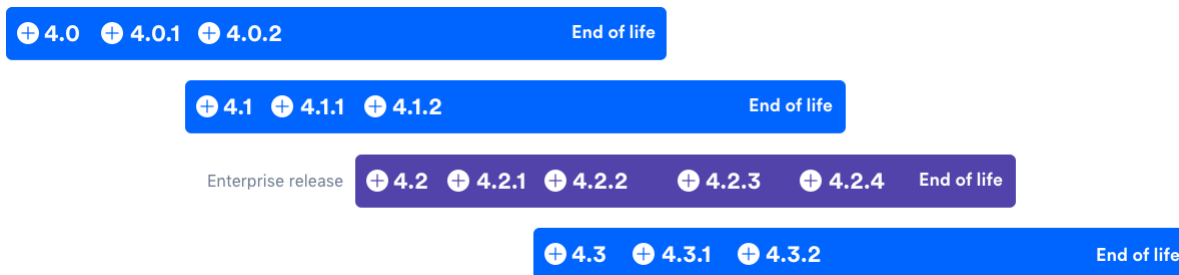 4.0 4.0.1 4.0.2 End of life
4.1 4.1.1 4.1.2 End of life
Enterprise release 4.2 4.2.1 4.2.2 4.2.3 4.2.4 End of life
4.3 4.3.1 4.3.2 End of life